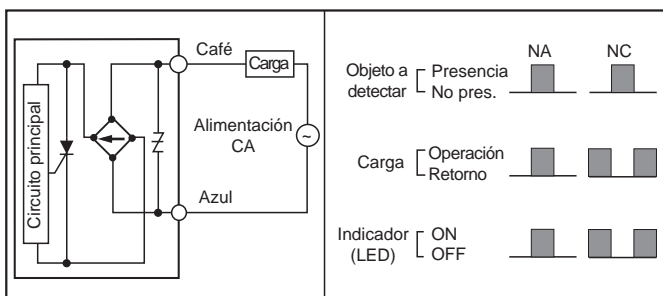 Café
Carga
Circuito principal
Alimentación
CA
~
Azul
NA NC
Objeto a
detectar
Presencia
No pres.
Carga
Operación
Retorno
Indicador
(LED)
ON
OFF